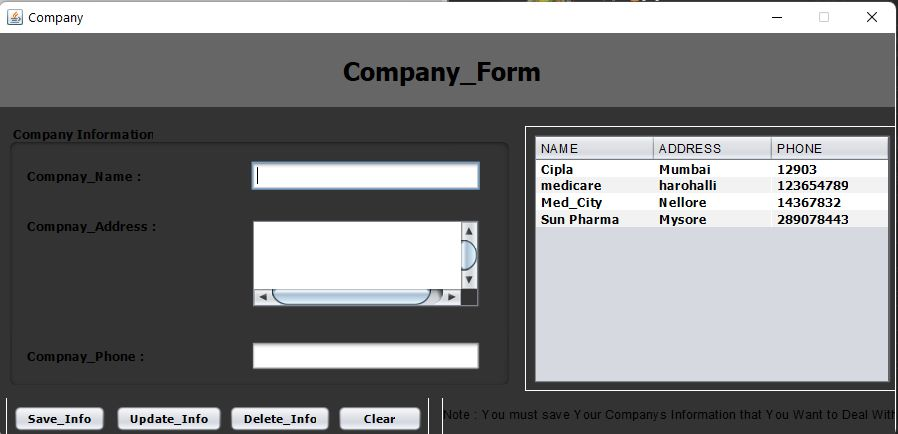 Company
Company_Form
Company Information
Compnay_Name :
Compnay_Address :
Compnay_Phone :
NAME ADDRESS PHONE
Cipla Mumbai 12903
medicare harohalli 123654789
Med_City Nellore 14367832
Sun Pharma Mysore 289078443
Save_Info Update_Info Delete_Info Clear
Note : You must save Your Companys Information that You Want to Deal With